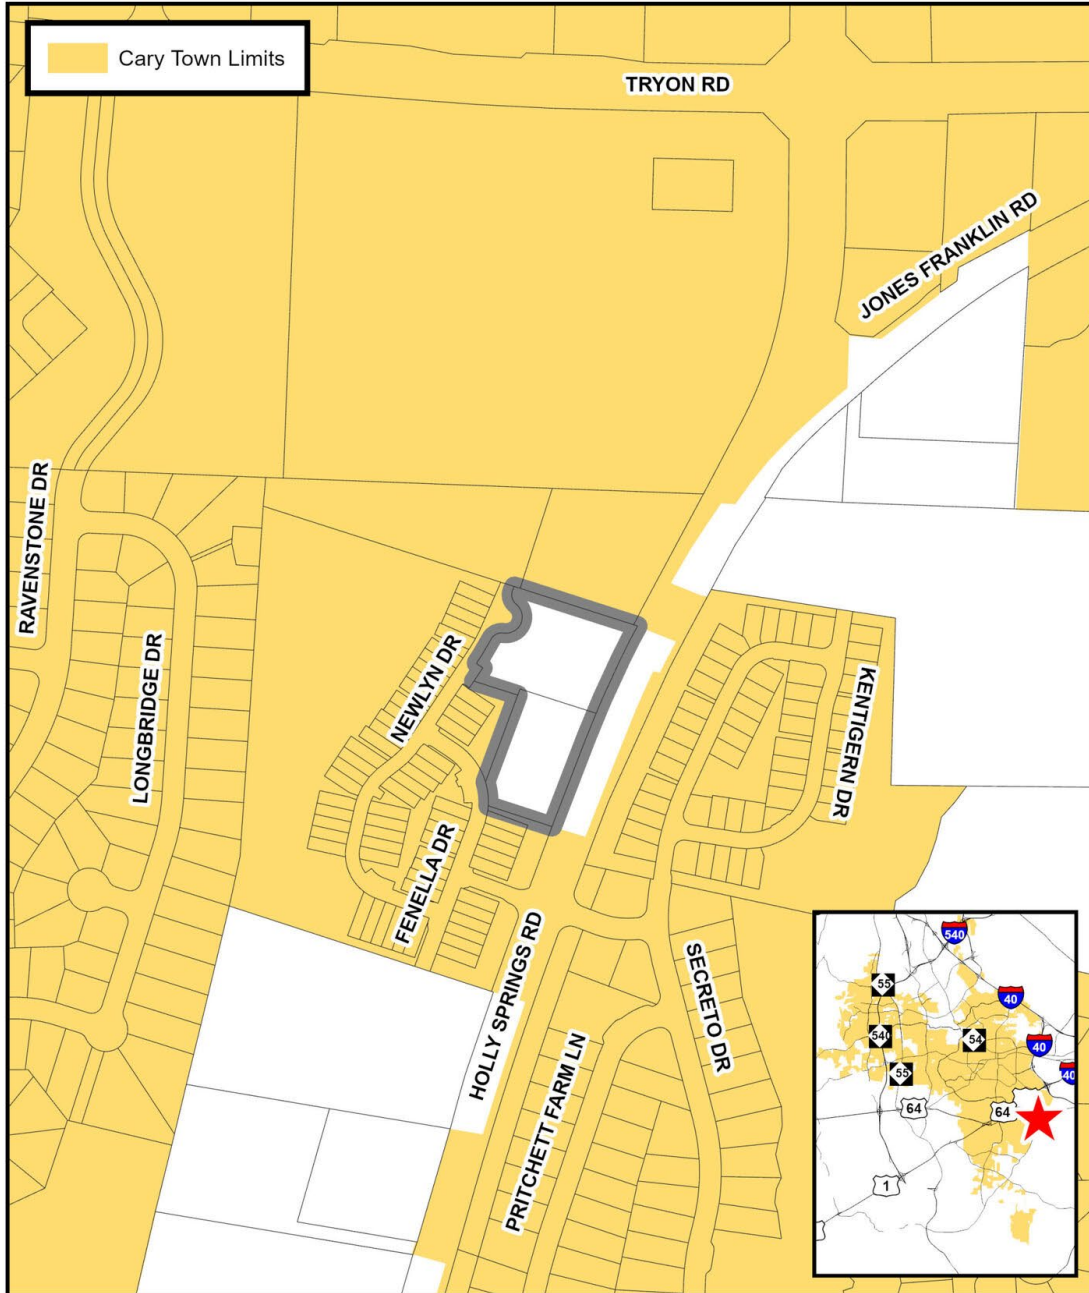 Cary Town Limits
TRYON RD
JONES FRANKLIN RD
RAVENSTONE DR
LONGBRIDGE DR
NEWLYN DR
KENTIGERN DR
FENELLA DR
HOLLY SPRINGS RD
SECRETO DR
PRITCHETT FARM LN
540
55
40
540
54
40
40
55
64
64
1